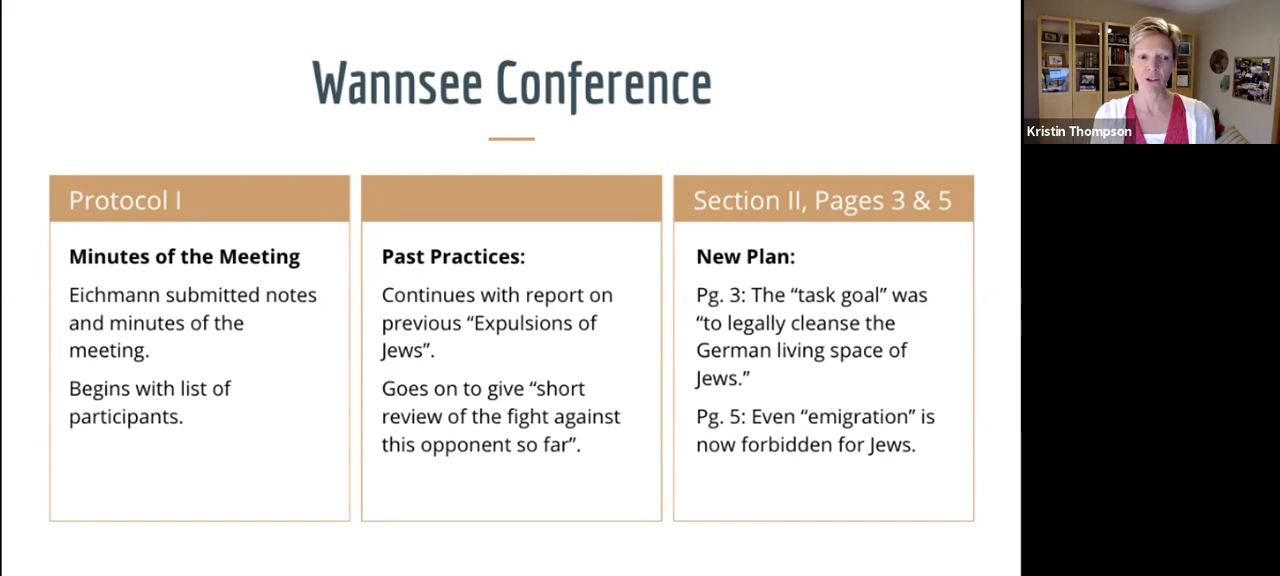 Wannsee Conference
Protocol I
Minutes of the Meeting
Eichmann submitted notes
and minutes of the
meeting.
Begins with list of
participants.
Past Practices:
Continues with report on
previous “Expulsions of
Jews”.
Goes on to give “short
review of the fight against
this opponent so far”.
Section II, Pages 3 & 5
New Plan:
Pg. 3: The “task goal” was
“to legally cleanse the
German living space of
Jews.”
Pg. 5: Even “emigration” is
now forbidden for Jews.
Kristin Thompson